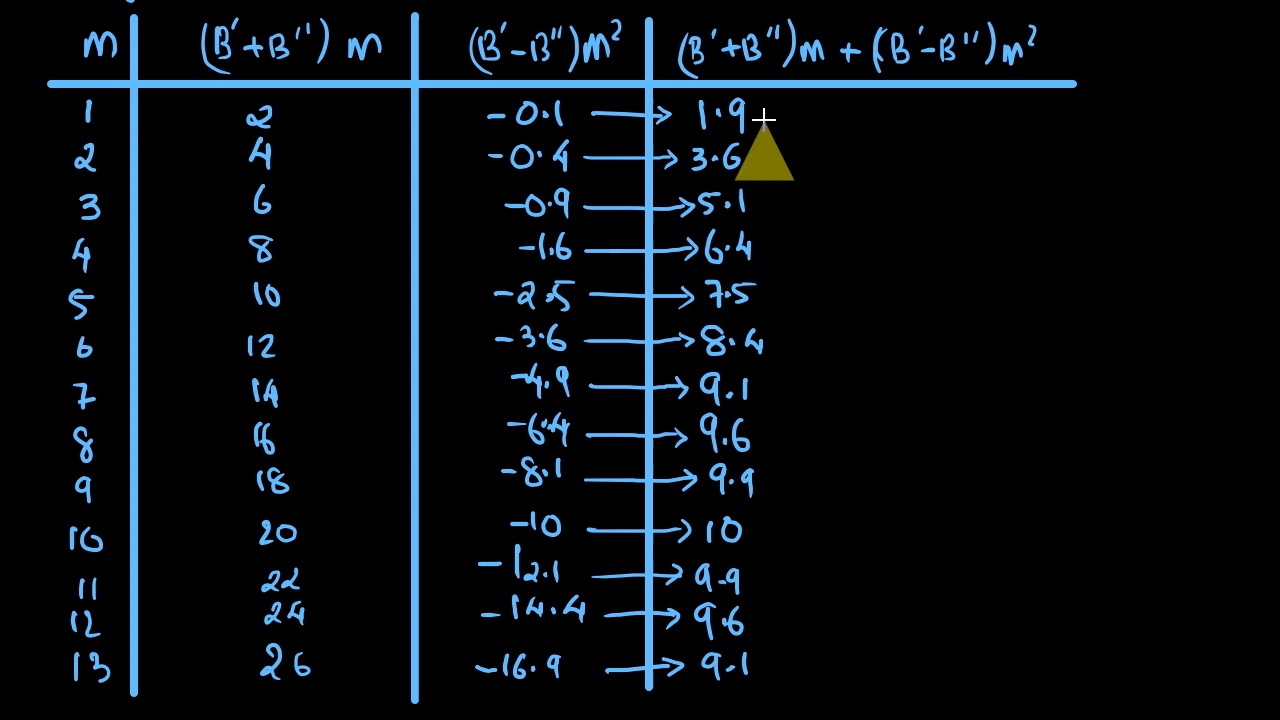 m (B'+B'') m (B'-B'')m² (B'+B'')m + (B'-B'')m²
1 2 -0.1 → 1.9
2 4 -0.4 → 3.6
3 6 -0.9 → 5.1
4 8 -1.6 → 6.4
5 10 -2.5 → 7.5
6 12 -3.6 → 8.4
7 14 -4.9 → 9.1
8 16 -6.4 → 9.6
9 18 -8.1 → 9.9
10 20 -10 → 10
11 22 -12.1 → 9.9
12 24 -14.4 → 9.6
13 26 -16.9 → 9.1